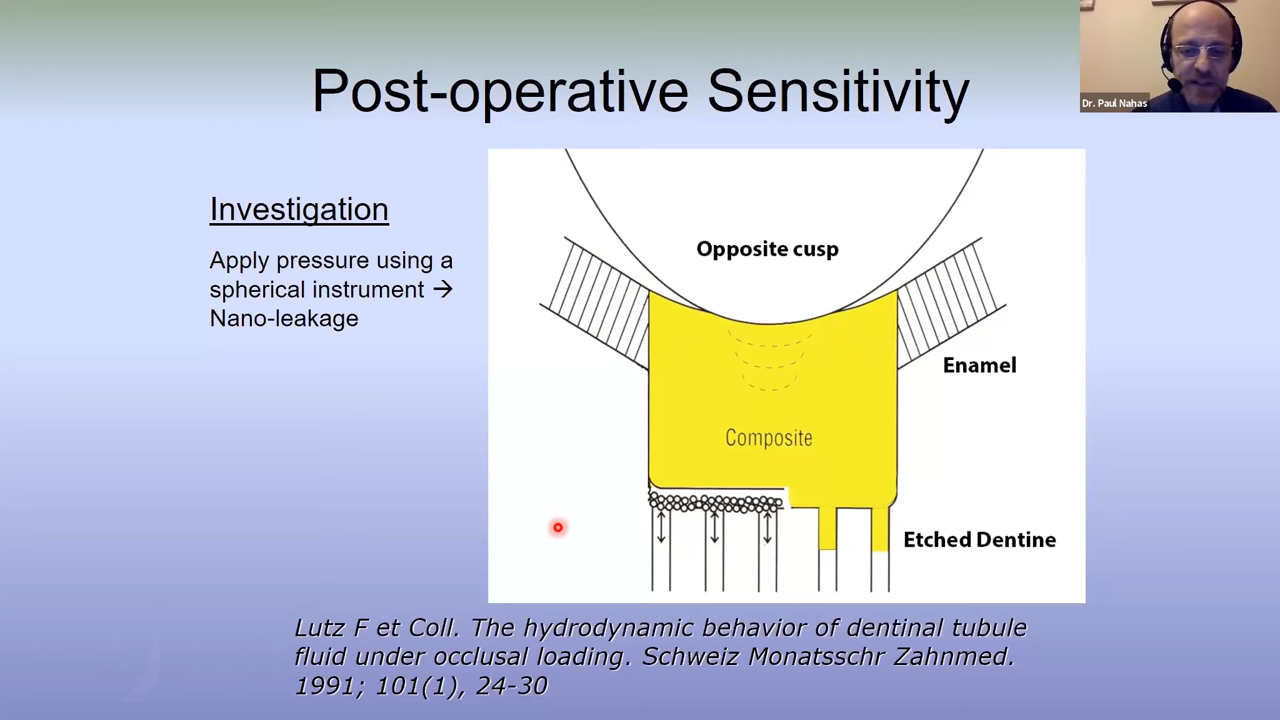 Post-operative Sensitivity
Dr. Paul Nahas
Investigation
Apply pressure using a
spherical instrument →
Nano-leakage
Opposite cusp
Enamel
Composite
Etched Dentine
Lutz F et Coll. The hydrodynamic behavior of dentinal tubule
fluid under occlusal loading. Schweiz Monatsschr Zahnmed.
1991; 101(1), 24-30